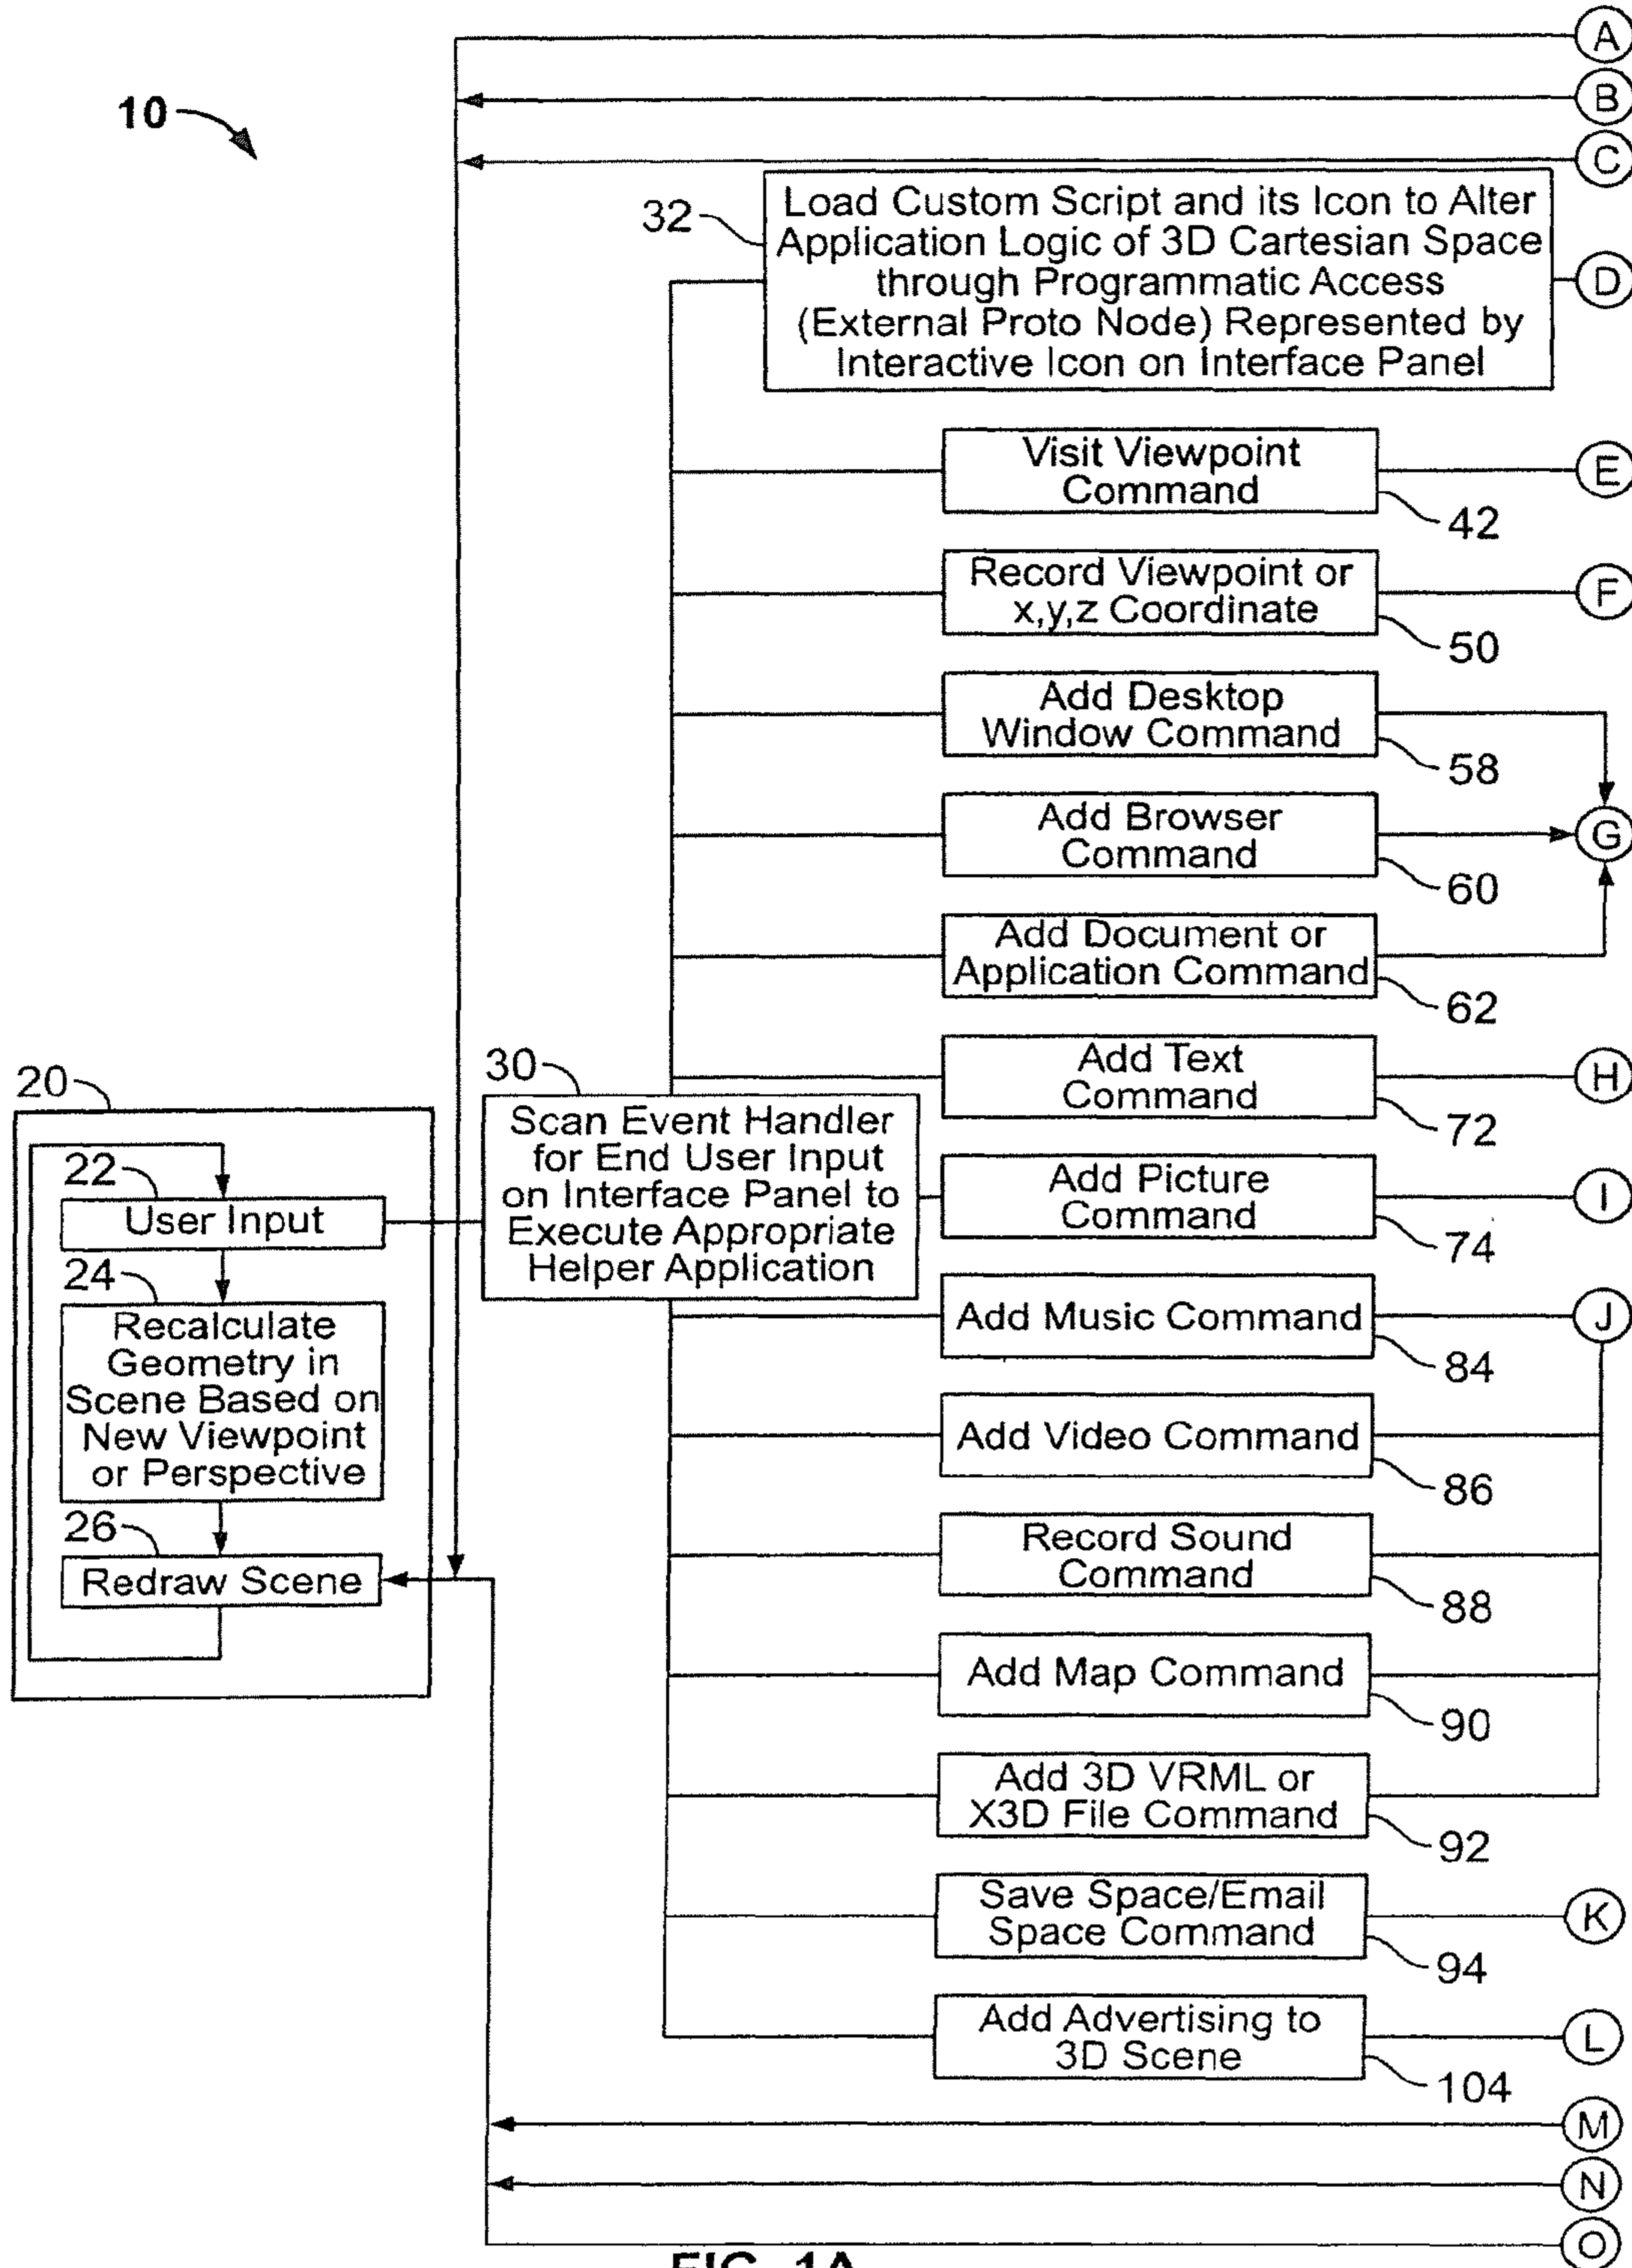 A
10
B
C
32
Load Custom Script and its Icon to Alter
Application Logic of 3D Cartesian Space
through Programmatic Access
(External Proto Node) Represented by
Interactive Icon on Interface Panel
D
Visit Viewpoint
Command
E
42
Record Viewpoint or
x,y,z Coordinate
F
50
Add Desktop
Window Command
58
Add Browser
Command
G
60
Add Document or
Application Command
62
Add Text
Command
H
72
20
22
User Input
24
Recalculate
Geometry in
Scene Based on
New Viewpoint
or Perspective
26
Redraw Scene
30
Scan Event Handler
for End User Input
on Interface Panel to
Execute Appropriate
Helper Application
Add Picture
Command
I
74
Add Music Command
J
84
Add Video Command
86
Record Sound
Command
88
Add Map Command
90
Add 3D VRML or
X3D File Command
92
Save Space/Email
Space Command
K
94
Add Advertising to
3D Scene
L
104
M
N
O
FIG. 1A